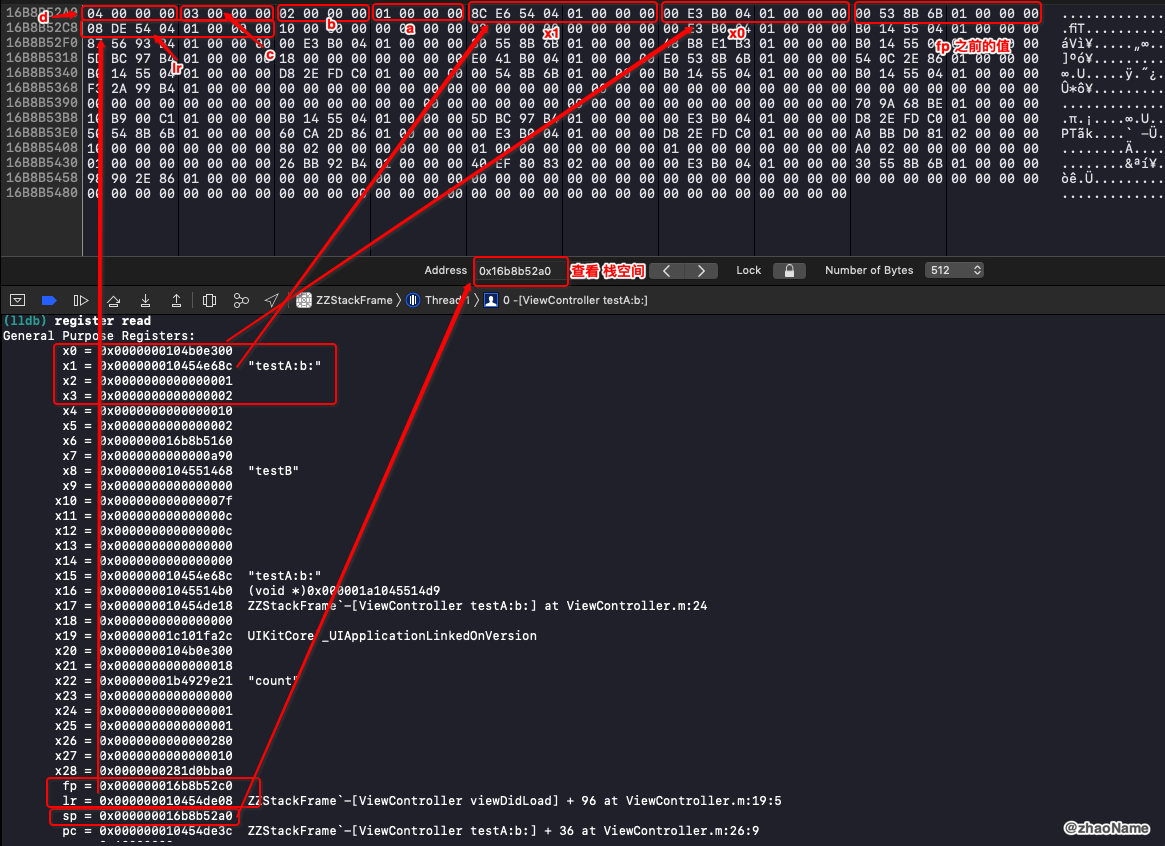 16B8B52A0 04 00 00 00 03 00 00 00 02 00 00 00 01 00 00 00 8C E6 54 04 01 00 00 00 00 E3 B0 04 01 00 00 00 00 53 8B 6B 01 00 00 00
d
16B8B52C8 08 DE 54 04 01 00 00 00 10 00 00 00 00 00 00 00 00 00 00 00 00 00 00 00 00 E3 B0 04 01 00 00 00 B0 14 55 04 01 00 00 00
b a x1 x0
16B8B52F0 87 56 93 B4 01 00 00 00 00 E3 B0 04 01 00 00 00 00 55 8B 6B 01 00 00 00 B8 E1 B3 01 00 00 00 B0 14 55 04 01 00 00 00
c fp 之前的值
16B8B5318 5D BC 97 B4 01 00 00 00 18 00 00 00 00 00 00 00 E0 41 B0 04 01 00 00 00 E0 53 8B 6B 01 00 00 00 54 0C 2E 86 01 00 00 00
lr
16B8B5340 B0 14 55 04 01 00 00 00 D8 2E FD C0 01 00 00 00 00 54 8B 6B 01 00 00 00 B0 14 55 04 01 00 00 00 B0 14 55 04 01 00 00 00
16B8B5368 F3 2A 99 B4 01 00 00 00 00 00 00 00 00 00 00 00 00 00 00 00 00 00 00 00 00 00 00 00 00 00 00 00 00 00 00 00 00 00 00 00
16B8B5390 00 00 00 00 00 00 00 00 00 00 00 00 00 00 00 00 00 00 00 00 00 00 00 00 00 00 00 00 00 00 00 00 70 9A 68 BE 01 00 00 00
16B8B53B8 10 B9 00 C1 01 00 00 00 B0 14 55 04 01 00 00 00 5D BC 97 B4 01 00 00 00 00 E3 B0 04 01 00 00 00 D8 2E FD C0 01 00 00 00
16B8B53E0 50 54 8B 6B 01 00 00 00 60 CA 2D 86 01 00 00 00 00 E3 B0 04 01 00 00 00 D8 2E FD C0 01 00 00 00 A0 BB D0 81 02 00 00 00
16B8B5408 10 00 00 00 00 00 00 00 80 02 00 00 00 00 00 00 01 00 00 00 00 00 00 00 01 00 00 00 00 00 00 00 A0 02 00 00 00 00 00 00
16B8B5430 01 00 00 00 00 00 00 00 26 BB 92 B4 01 00 00 00 40 EF 80 83 02 00 00 00 00 E3 B0 04 01 00 00 00 30 55 8B 6B 01 00 00 00
16B8B5458 98 90 2E 86 01 00 00 00 00 00 00 00 00 00 00 00 00 00 00 00 00 00 00 00 00 00 00 00 00 00 00 00 00 00 00 00 00 00 00 00
16B8B5480 00 00 00 00 00 00 00 00 00 00 00 00 00 00 00 00 00 00 00 00 00 00 00 00 00 00 00 00 00 00 00 00
Address 0x16b8b52a0 查看 栈空间 Lock Number of Bytes 512
ZZStackFrame Thread 1 0 -[ViewController testA:b:]
(lldb) register read
General Purpose Registers:
x0 = 0x0000000104b0e300
x1 = 0x000000010454e68c "testA:b:"
x2 = 0x0000000000000001
x3 = 0x0000000000000002
x4 = 0x0000000000000010
x5 = 0x0000000000000002
x6 = 0x000000016b8b5160
x7 = 0x0000000000000a90
x8 = 0x0000000104551468 "testB"
x9 = 0x0000000000000000
x10 = 0x000000000000007f
x11 = 0x000000000000000c
x12 = 0x000000000000000c
x13 = 0x0000000000000000
x14 = 0x0000000000000000
x15 = 0x000000010454e68c "testA:b:"
x16 = 0x00000001045514b0 (void *)0x000001a1045514d9
x17 = 0x000000010454de18 ZZStackFrame`-[ViewController testA:b:] at ViewController.m:24
x18 = 0x0000000000000000
x19 = 0x00000001c101fa2c UIKitCore`_UIApplicationLinkedOnVersion
x20 = 0x0000000104b0e300
x21 = 0x0000000000000018
x22 = 0x00000001b4929e21 "count"
x23 = 0x0000000000000000
x24 = 0x0000000000000001
x25 = 0x0000000000000001
x26 = 0x0000000000000280
x27 = 0x0000000000000010
x28 = 0x0000000281d0bba0
fp = 0x000000016b8b52c0
lr = 0x000000010454de08 ZZStackFrame`-[ViewController viewDidLoad] + 96 at ViewController.m:19:5
sp = 0x000000016b8b52a0
pc = 0x000000010454de3c ZZStackFrame`-[ViewController testA:b:] + 36 at ViewController.m:26:9
@zhaoName